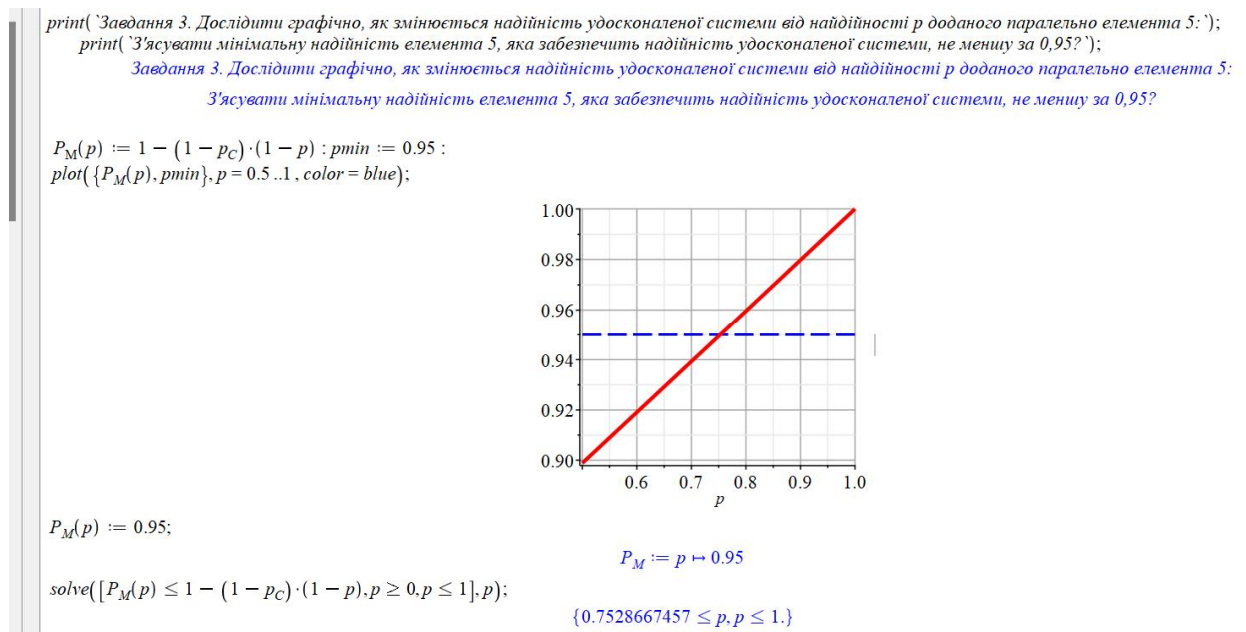 print(`Завдання 3. Дослідити графічно, як змінюється надійність удосконаленої системи від найдійності p доданого паралельно елемента 5:`);
print(`З'ясувати мінімальну надійність елемента 5, яка забезпечить надійність удосконаленої системи, не меншу за 0,95?`);
Завдання 3. Дослідити графічно, як змінюється надійність удосконаленої системи від найдійності p доданого паралельно елемента 5:
З'ясувати мінімальну надійність елемента 5, яка забезпечить надійність удосконаленої системи, не меншу за 0,95?
P_M(p) := 1 − (1 − p_C)·(1 − p) : pmin := 0.95 :
plot({P_M(p), pmin}, p = 0.5 ..1, color = blue);
1.00
0.98
0.96
0.94
0.92
0.90
0.6 0.7 0.8 0.9 1.0
p
P_M(p) := 0.95;
P_M := p ↦ 0.95
solve([P_M(p) ≤ 1 − (1 − p_C)·(1 − p), p ≥ 0, p ≤ 1], p);
{0.7528667457 ≤ p, p ≤ 1.}